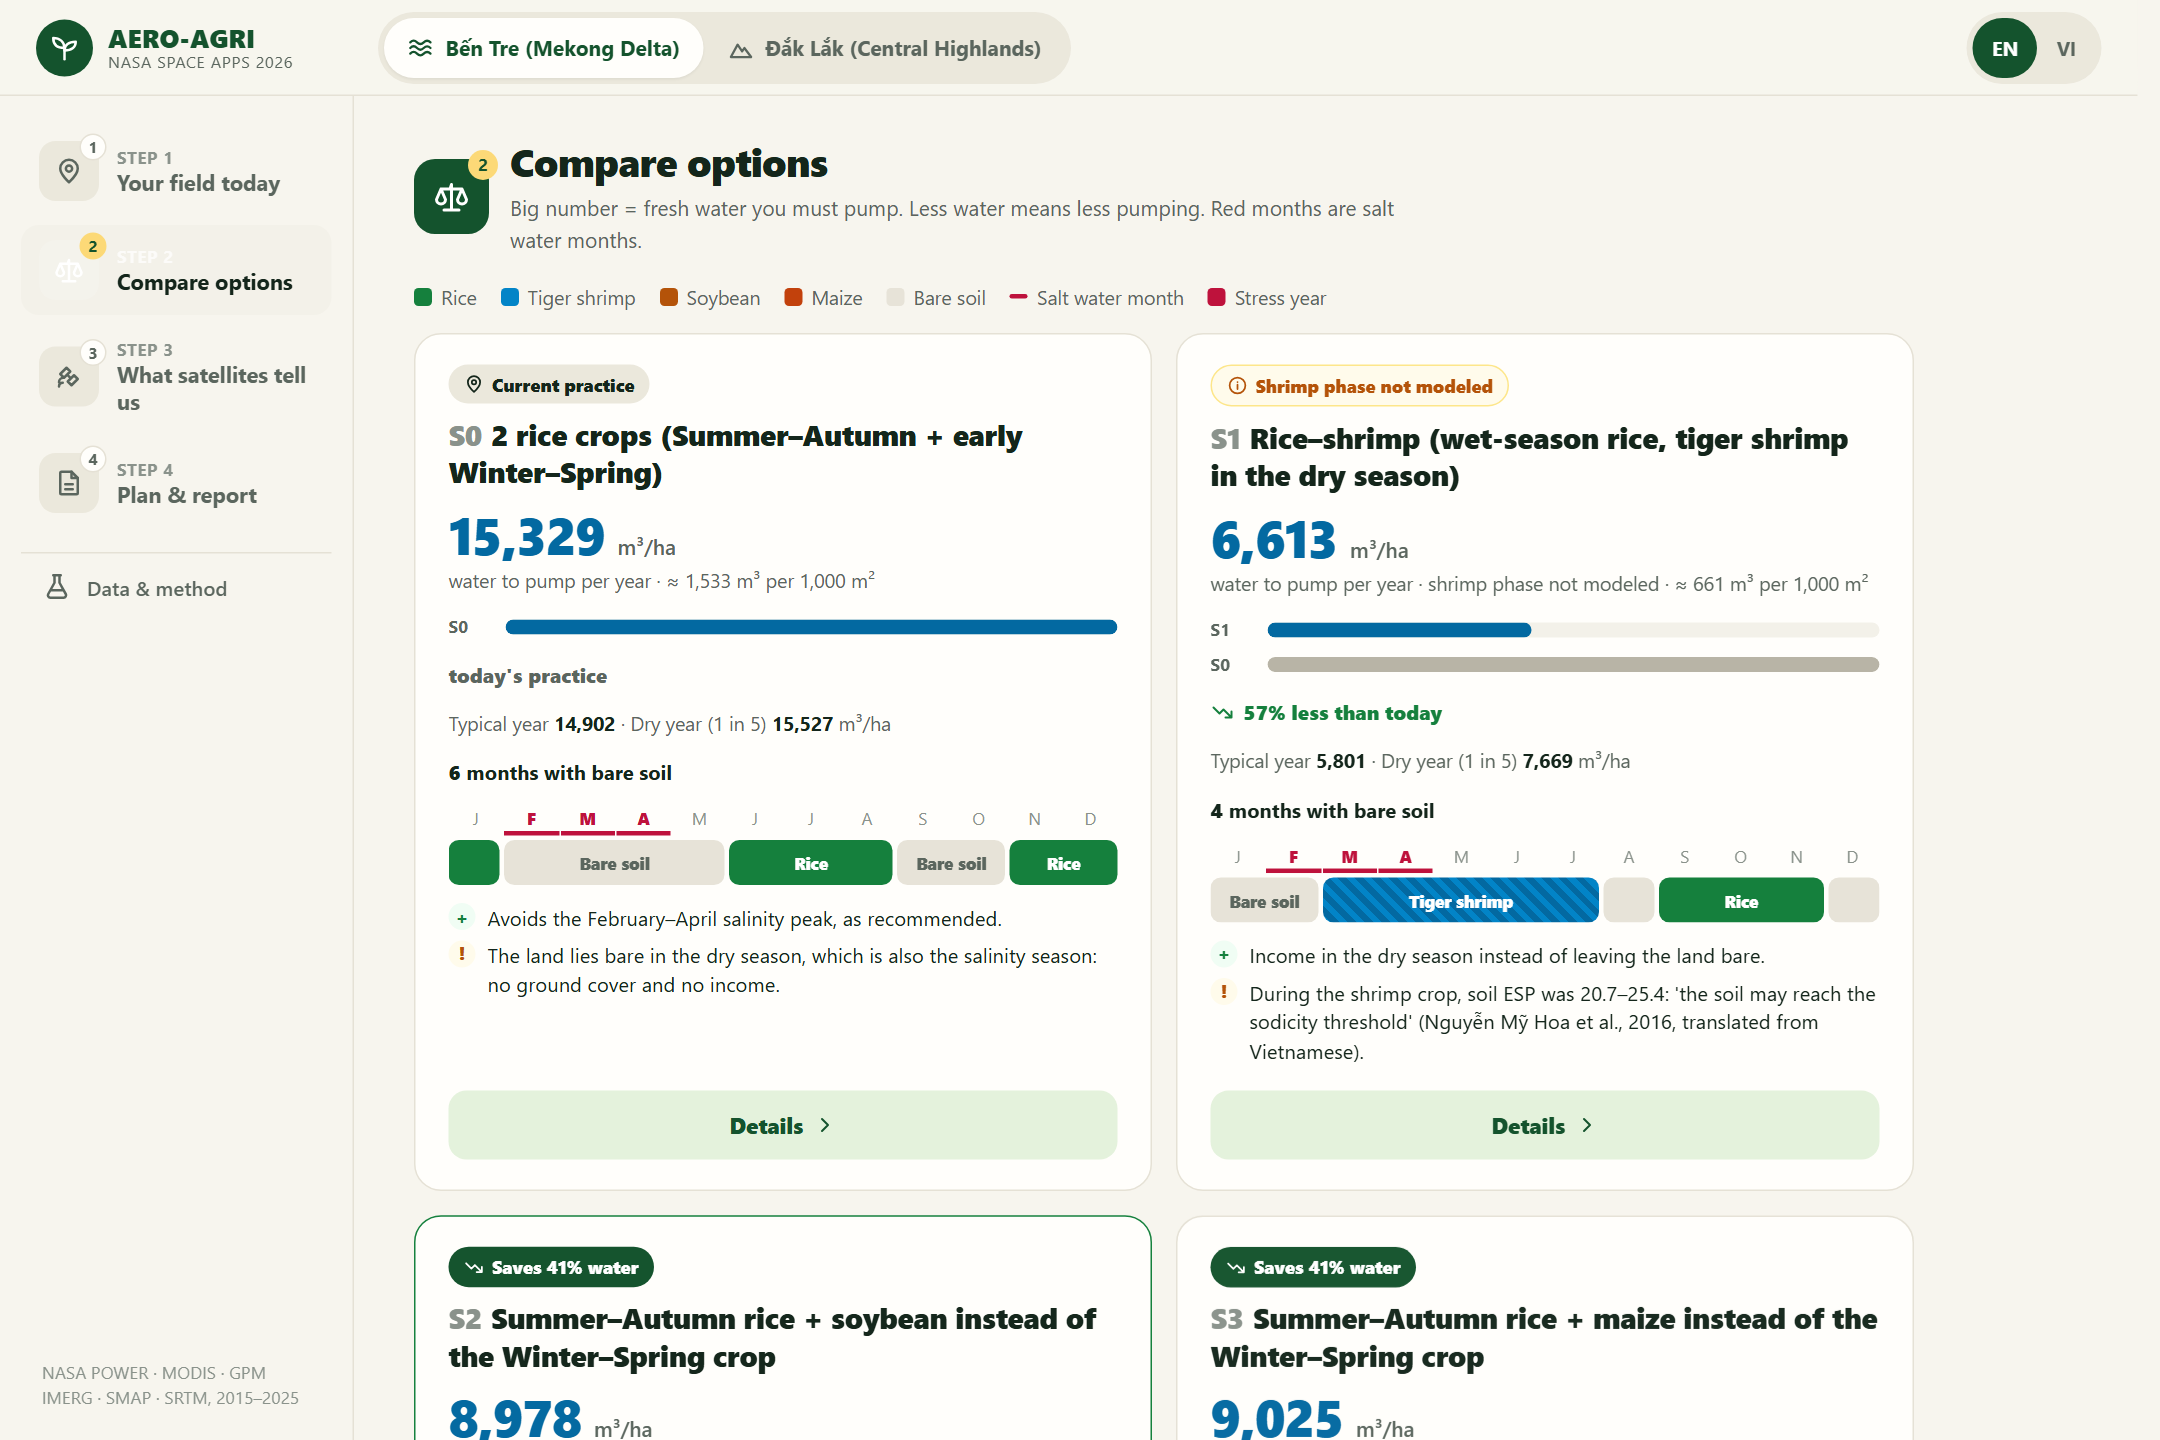 AERO-AGRI
NASA SPACE APPS 2026
Bến Tre (Mekong Delta)
Đắk Lắk (Central Highlands)
EN
VI
1
STEP 1
Your field today
2
STEP 2
Compare options
3
STEP 3
What satellites tell
us
4
STEP 4
Plan & report
Data & method
NASA POWER · MODIS · GPM
IMERG · SMAP · SRTM, 2015–2025
2
Compare options
Big number = fresh water you must pump. Less water means less pumping. Red months are salt
water months.
Rice
Tiger shrimp
Soybean
Maize
Bare soil
Salt water month
Stress year
Current practice
S0 2 rice crops (Summer–Autumn + early
Winter–Spring)
15,329 m³/ha
water to pump per year · ≈ 1,533 m³ per 1,000 m²
S0
today's practice
Typical year 14,902 · Dry year (1 in 5) 15,527 m³/ha
6 months with bare soil
J F M A M J J A S O N D
Bare soil Rice Bare soil Rice
+ Avoids the February–April salinity peak, as recommended.
! The land lies bare in the dry season, which is also the salinity season:
no ground cover and no income.
Details
Shrimp phase not modeled
S1 Rice–shrimp (wet-season rice, tiger shrimp
in the dry season)
6,613 m³/ha
water to pump per year · shrimp phase not modeled · ≈ 661 m³ per 1,000 m²
S1
S0
57% less than today
Typical year 5,801 · Dry year (1 in 5) 7,669 m³/ha
4 months with bare soil
J F M A M J J A S O N D
Bare soil Tiger shrimp Rice
+ Income in the dry season instead of leaving the land bare.
! During the shrimp crop, soil ESP was 20.7–25.4: 'the soil may reach the
sodicity threshold' (Nguyễn Mỹ Hoa et al., 2016, translated from
Vietnamese).
Details
Saves 41% water
S2 Summer–Autumn rice + soybean instead of
the Winter–Spring crop
8,978 m³/ha
Saves 41% water
S3 Summer–Autumn rice + maize instead of the
Winter–Spring crop
9,025 m³/ha